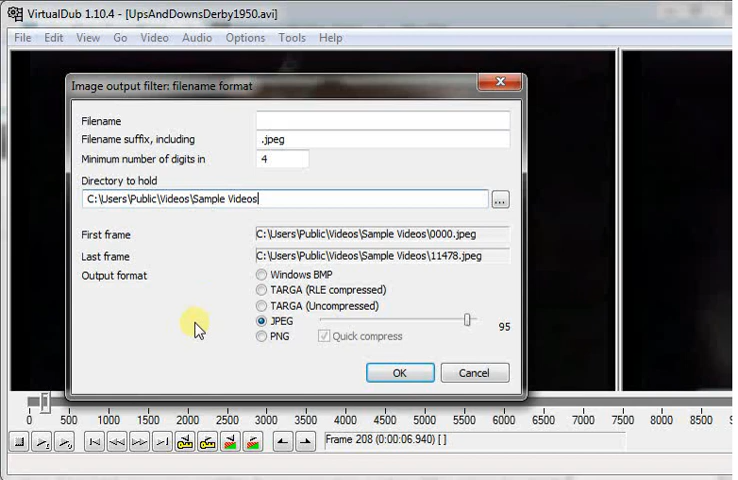 VirtualDub 1.10.4 - [UpsAndDownsDerby1950.avi]
File Edit View Go Video Audio Options Tools Help
Image output filter: filename format
Filename
Filename suffix, including .jpeg
Minimum number of digits in 4
Directory to hold
C:\Users\Public\Videos\Sample Videos
...
First frame C:\Users\Public\Videos\Sample Videos\0000.jpeg
Last frame C:\Users\Public\Videos\Sample Videos\11478.jpeg
Output format Windows BMP
TARGA (RLE compressed)
TARGA (Uncompressed)
JPEG 95
PNG Quick compress
OK Cancel
0 500 1000 1500 2000 2500 3000 3500 4000 4500 5000 5500 6000 6500 7000 7500 8000 8500
Frame 208 (0:00:06.940) [ ]